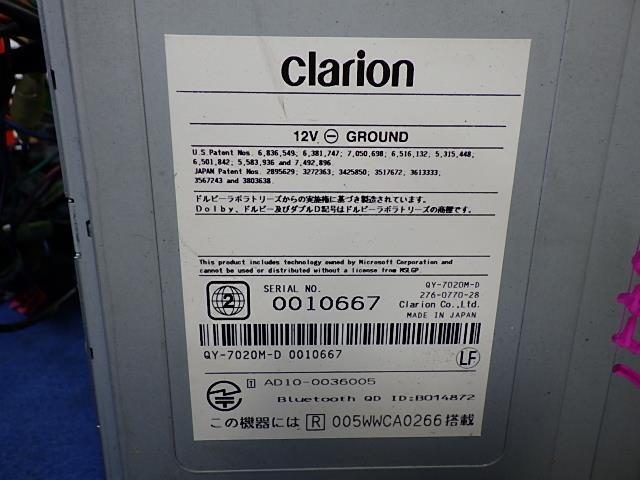 clarion
12V ⊖ GROUND
U.S.Patent Nos. 6,836,549; 6,381,747; 7,050,698; 6,516,132; 5,315,448;
6,501,842; 5,583,936 and 7,492,896
JAPAN Patent Nos. 2895629; 3272363; 3425850; 3517672; 3613333;
3567243 and 3803638.
ドルビーラボラトリーズからの実施権に基づき製造されています。
Dolby、ドルビー及びダブルD記号はドルビーラボラトリーズの商標です。
This product includes technology owned by Microsoft Corporation and
cannot be used or distributed without a license from MSLGP.
2
SERIAL NO.
0010667
QY-7020M-D
276-0770-28
Clarion Co.,Ltd.
MADE IN JAPAN
QY-7020M-D 0010667
LF
1 AD10-0036005
Bluetooth QD ID:B014872
この機器には R 005WWCA0266搭載